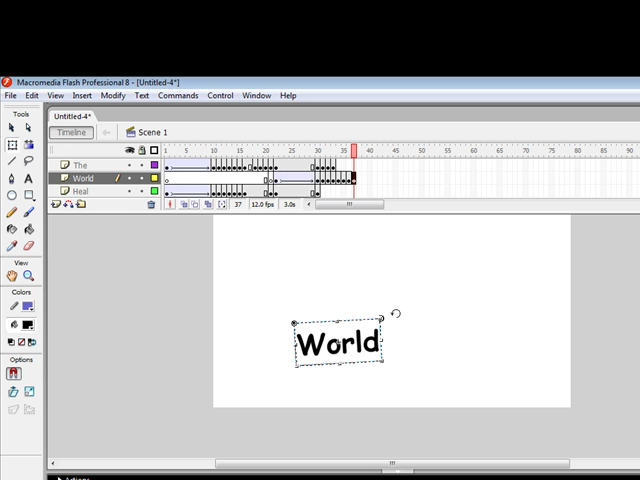 Macromedia Flash Professional 8 - [Untitled-4*]
File Edit View Insert Modify Text Commands Control Window Help
Tools
Untitled-4*
Timeline
Scene 1
1 5 10 15 20 25 30 35 40 45 50 55 60 65 70 75 80 85 90
The
World
Heal
37 12.0 fps 3.0s
View
Colors
Options
World
Actions